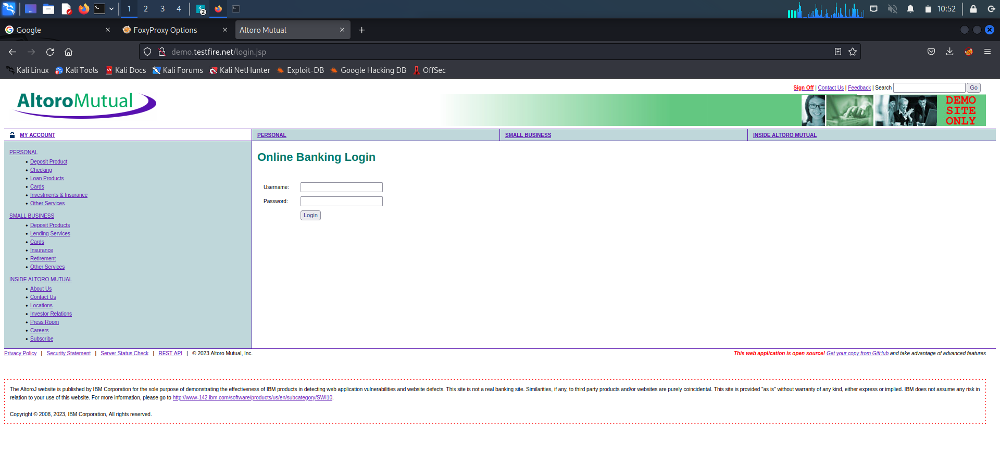 1 2 3 4 2 10:52
Google FoxyProxy Options Altoro Mutual
demo.testfire.net/login.jsp
Kali Linux Kali Tools Kali Docs Kali Forums Kali NetHunter Exploit-DB Google Hacking DB OffSec
Sign Off | Contact Us | Feedback | Search Go
AltoroMutual
DEMO
SITE
ONLY
MY ACCOUNT PERSONAL SMALL BUSINESS INSIDE ALTORO MUTUAL
PERSONAL
Deposit Product
Checking
Loan Products
Cards
Investments & Insurance
Other Services
SMALL BUSINESS
Deposit Products
Lending Services
Cards
Insurance
Retirement
Other Services
INSIDE ALTORO MUTUAL
About Us
Contact Us
Locations
Investor Relations
Press Room
Careers
Subscribe
Online Banking Login
Username:
Password:
Login
Privacy Policy | Security Statement | Server Status Check | REST API | © 2023 Altoro Mutual, Inc. This web application is open source! Get your copy from GitHub and take advantage of advanced features
The AltoroJ website is published by IBM Corporation for the sole purpose of demonstrating the effectiveness of IBM products in detecting web application vulnerabilities and website defects. This site is not a real banking site. Similarities, if any, to third party products and/or websites are purely coincidental. This site is provided "as is" without warranty of any kind, either express or implied. IBM does not assume any risk in
relation to your use of this website. For more information, please go to http://www-142.ibm.com/software/products/us/en/subcategory/SWI10.
Copyright © 2008, 2023, IBM Corporation, All rights reserved.